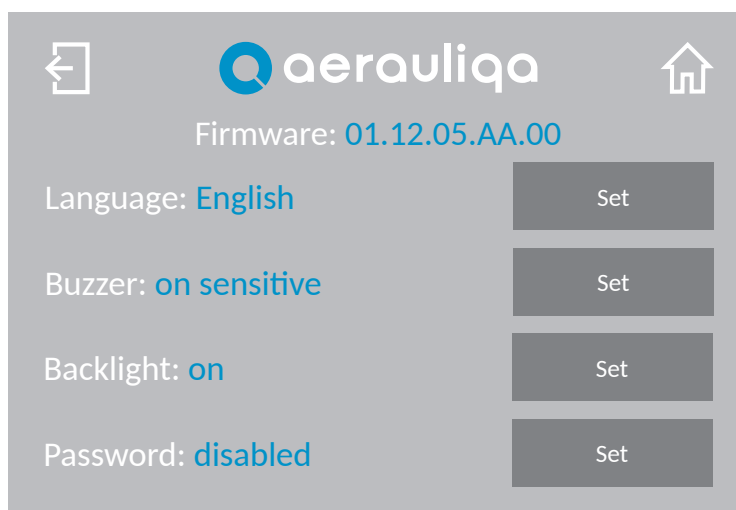 aerauliqa
Firmware: 01.12.05.AA.00
Language: English
Set
Buzzer: on sensitive
Set
Backlight: on
Set
Password: disabled
Set